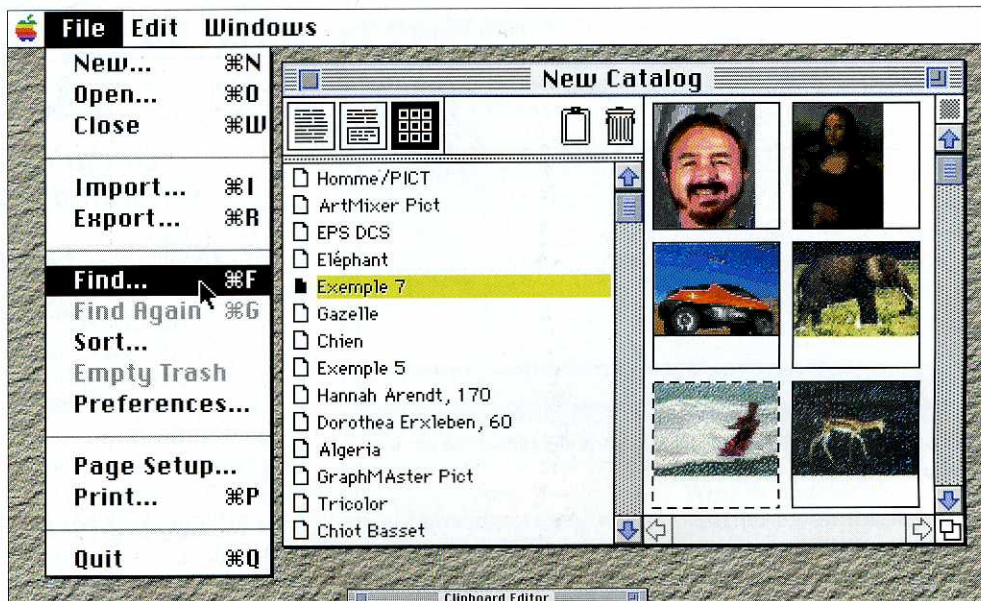 File Edit Windows
New... ⌘N
Open... ⌘O
Close ⌘W
Import... ⌘I
Export... ⌘R
Find... ⌘F
Find Again ⌘G
Sort...
Empty Trash
Preferences...
Page Setup...
Print... ⌘P
Quit ⌘Q
New Catalog
Homme/PICT
ArtMixer Pict
EPS DCS
Eléphant
Exemple 7
Gazelle
Chien
Exemple 5
Hannah Arendt, 170
Dorothea Erxleben, 60
Algeria
GraphMAster Pict
Tricolor
Chiot Basset
Clipboard Editor